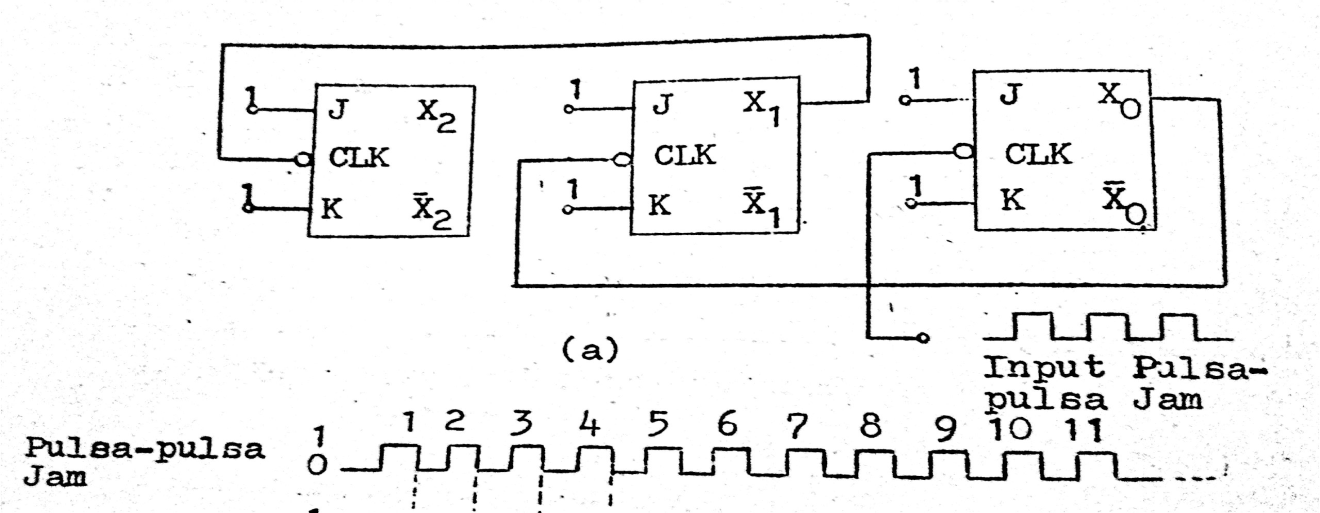 1 J X₂ 1 J X₁ 1 J X₀
CLK CLK CLK
1 K X̄₂ 1 K X̄₁ 1 K X̄₀
(a)
Input Pulsa-
pulsa Jam
1 2 3 4 5 6 7 8 9 10 11
Pulsa-pulsa 1
Jam 0
1